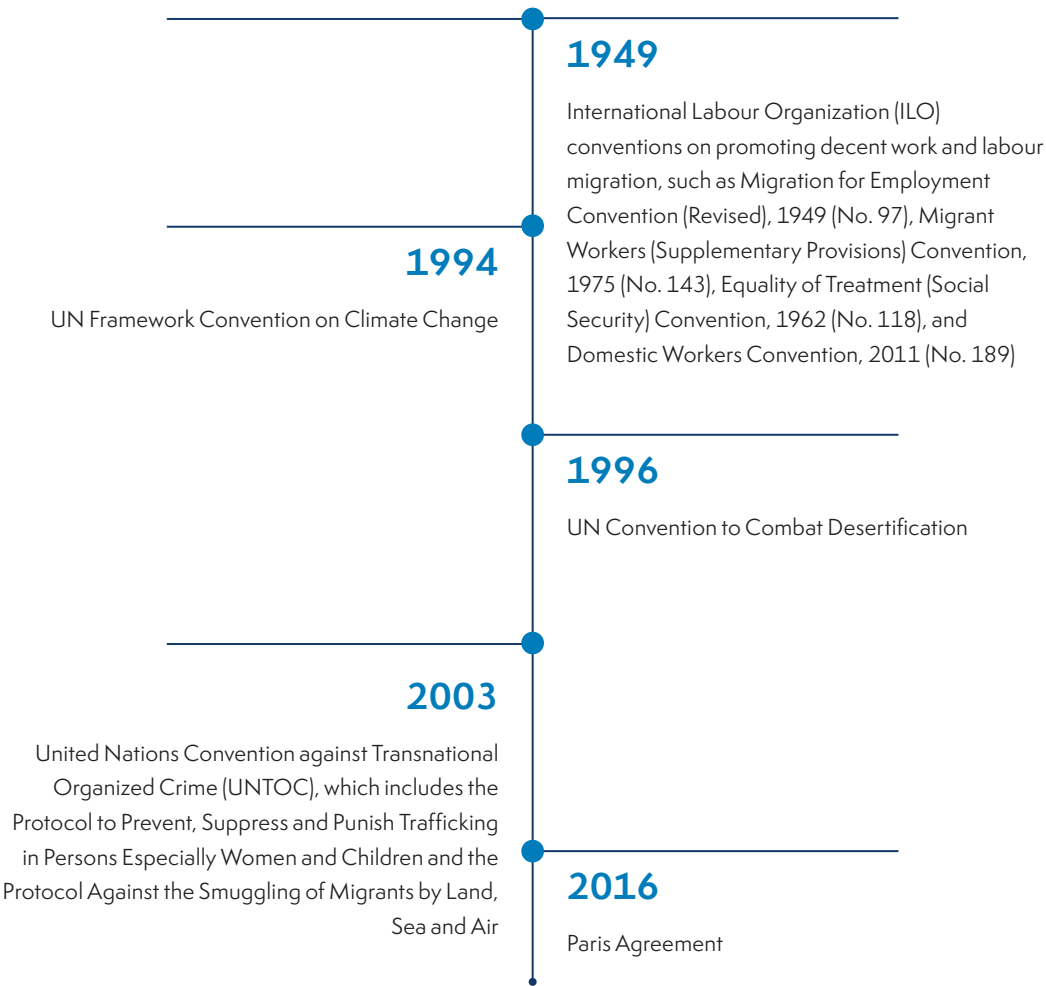 1949
International Labour Organization (ILO)
conventions on promoting decent work and labour
migration, such as Migration for Employment
Convention (Revised), 1949 (No. 97), Migrant
Workers (Supplementary Provisions) Convention,
1975 (No. 143), Equality of Treatment (Social
Security) Convention, 1962 (No. 118), and
Domestic Workers Convention, 2011 (No. 189)
1994
UN Framework Convention on Climate Change
1996
UN Convention to Combat Desertification
2003
United Nations Convention against Transnational
Organized Crime (UNTOC), which includes the
Protocol to Prevent, Suppress and Punish Trafficking
in Persons Especially Women and Children and the
Protocol Against the Smuggling of Migrants by Land,
Sea and Air
2016
Paris Agreement